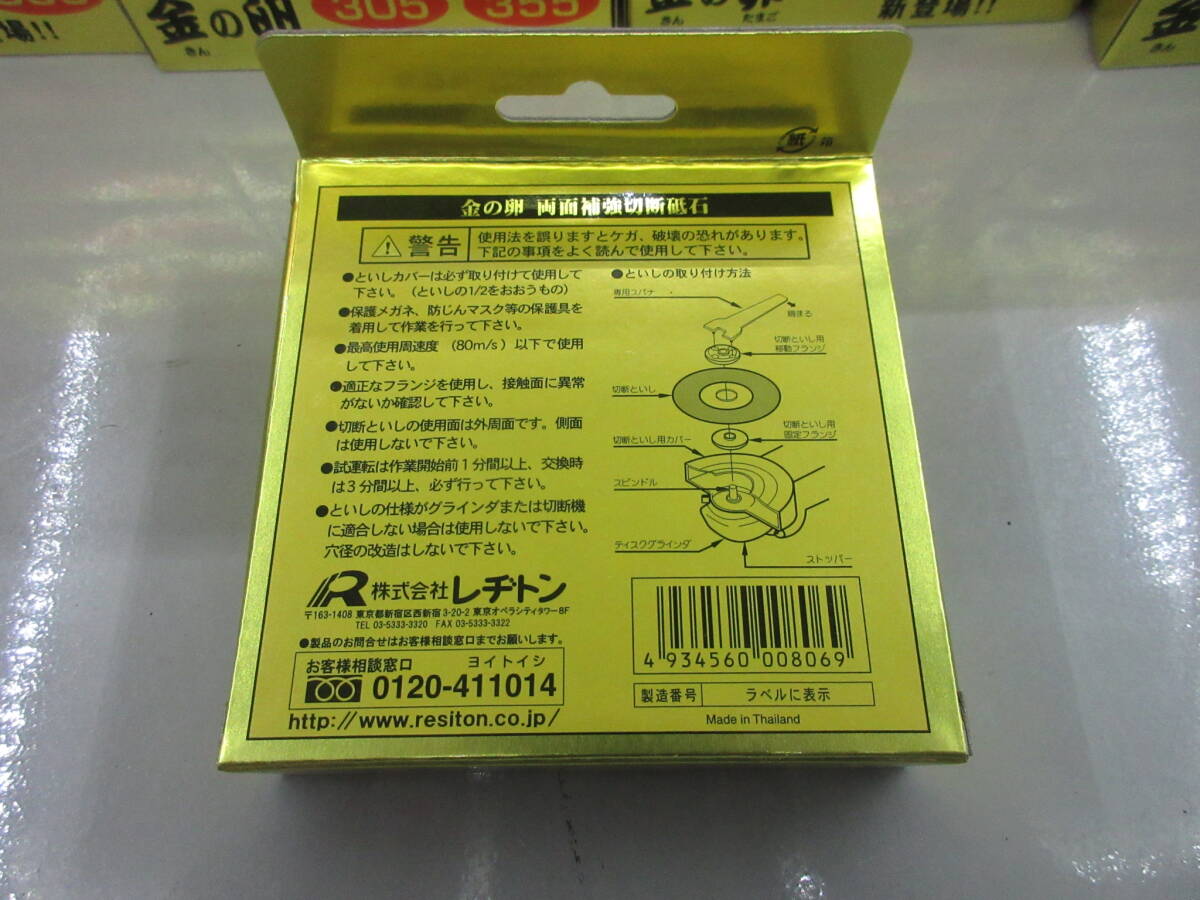 場!!
金の卵
きん
305
355
きん
たまご
新登場!!
金
きん
紙
箱
金の卵 両面補強切断砥石
警告
使用法を誤りますとケガ、破壊の恐れがあります。
下記の事項をよく読んで使用して下さい。
●といしカバーは必ず取り付けて使用して
下さい。(といしの1/2をおおうもの)
●保護メガネ、防じんマスク等の保護具を
着用して作業を行って下さい。
●最高使用周速度 (80m/s) 以下で使用
して下さい。
●適正なフランジを使用し、接触面に異常
がないか確認して下さい。
●切断といしの使用面は外周面です。側面
は使用しないで下さい。
●試運転は作業開始前1分間以上、交換時
は3分間以上、必ず行って下さい。
●といしの仕様がグラインダまたは切断機
に適合しない場合は使用しないで下さい。
穴径の改造はしないで下さい。
●といしの取り付け方法
専用スパナ
締まる
切断といし用
移動フランジ
切断といし
切断といし用
固定フランジ
切断といし用カバー
スピンドル
ディスクグラインダ
ストッパー
株式会社レヂトン
〒163-1408 東京都新宿区西新宿3-20-2 東京オペラシティタワー8F
TEL 03-5333-3320 FAX 03-5333-3322
●製品のお問合せはお客様相談窓口までお願いします。
お客様相談窓口 ヨイトイシ
0120-411014
http://www.resiton.co.jp/
4 934560 008069
製造番号 ラベルに表示
Made in Thailand